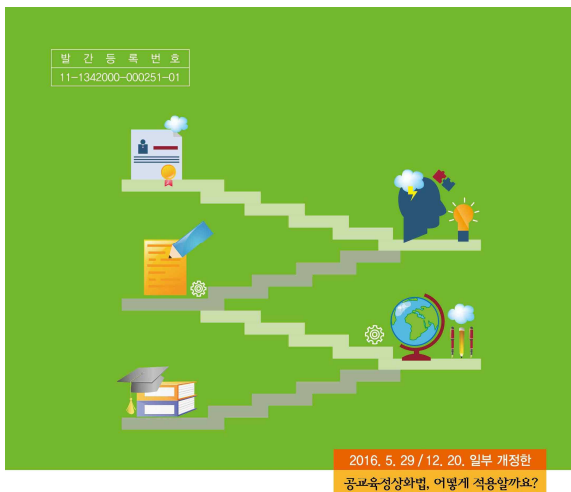 발 간 등 록 번 호
11-1342000-000251-01
2016. 5. 29 / 12. 20. 일부 개정한
공교육정상화법, 어떻게 적용할까요?